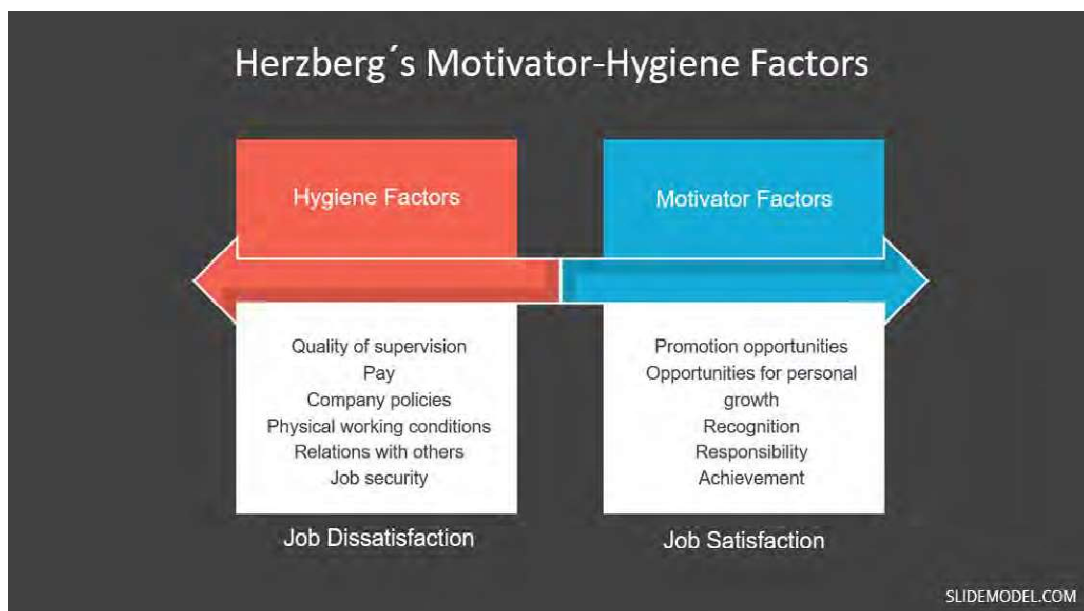 Herzberg´s Motivator-Hygiene Factors
Hygiene Factors
Quality of supervision
Pay
Company policies
Physical working conditions
Relations with others
Job security
Job Dissatisfaction
Motivator Factors
Promotion opportunities
Opportunities for personal
growth
Recognition
Responsibility
Achievement
Job Satisfaction
SLIDEMODEL.COM